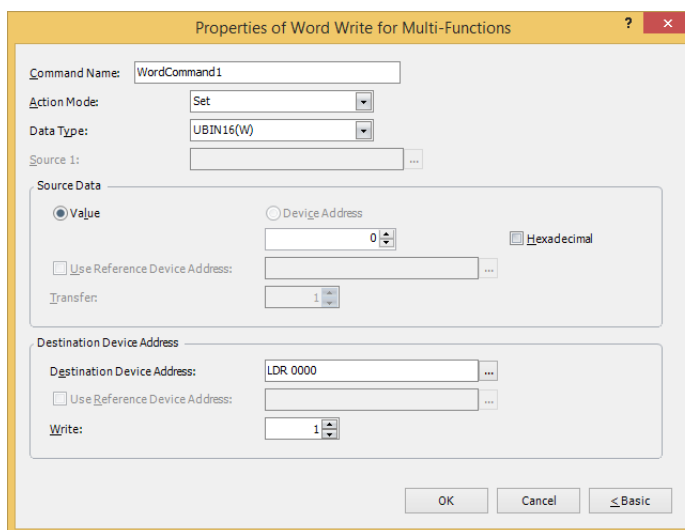 Properties of Word Write for Multi-Functions ?
Command Name: WordCommand1
Action Mode: Set
Data Type: UBIN16(W)
Source 1: ...
Source Data
Value Device Address
0 Hexadecimal
Use Reference Device Address: ...
Transfer: 1
Destination Device Address
Destination Device Address: LDR 0000 ...
Use Reference Device Address: ...
Write: 1
OK Cancel < Basic